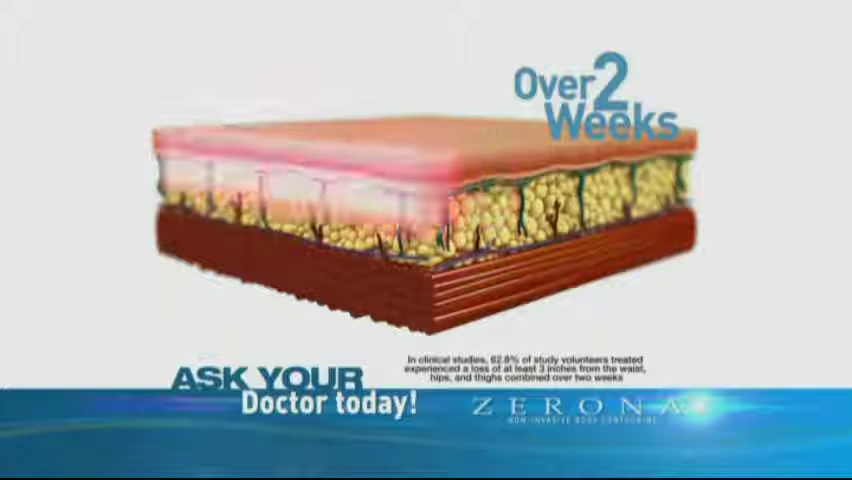 Over 2
Weeks
In clinical studies, 62.8% of study volunteers treated
experienced a loss of at least 3 inches from the waist,
hips, and thighs combined over two weeks
ASK YOUR
Doctor today!
ZERONA
NON-INVASIVE BODY CONTOURING